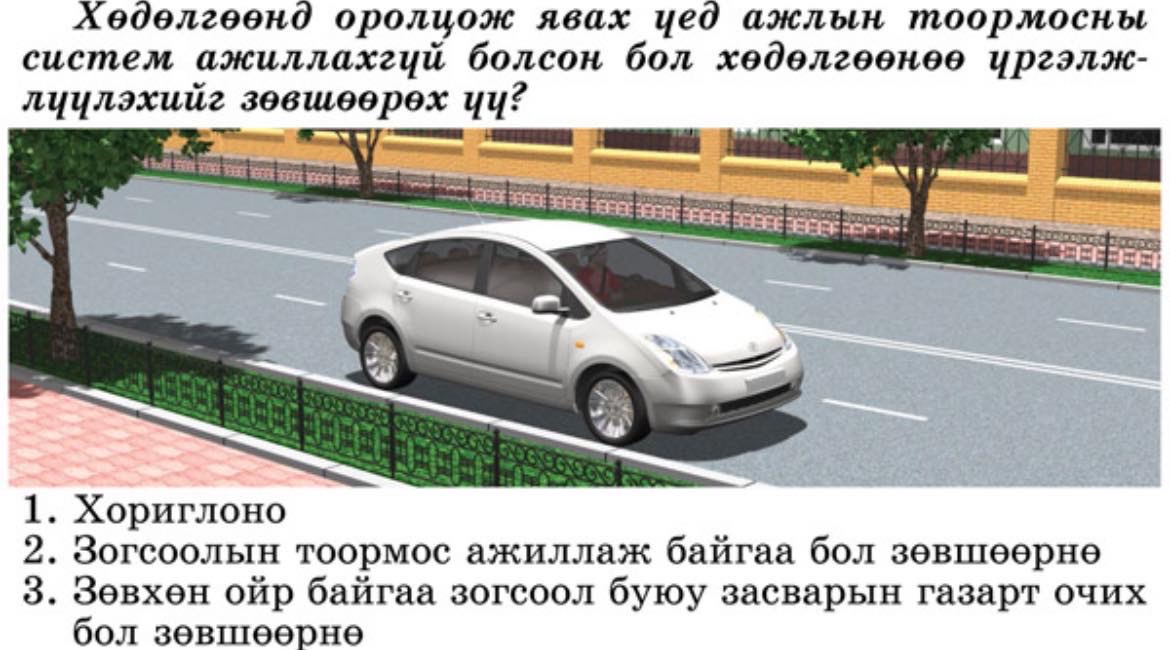 Хөдөлгөөнд оролцож явах үед ажлын тоормосны
систем ажиллахгүй болсон бол хөдөлгөөнөө үргэлж-
лүүлэхийг зөвшөөрөх үү?
1. Хориглоно
2. Зогсоолын тоормос ажиллаж байгаа бол зөвшөөрнө
3. Зөвхөн ойр байгаа зогсоол буюу засварын газарт очих
бол зөвшөөрнө